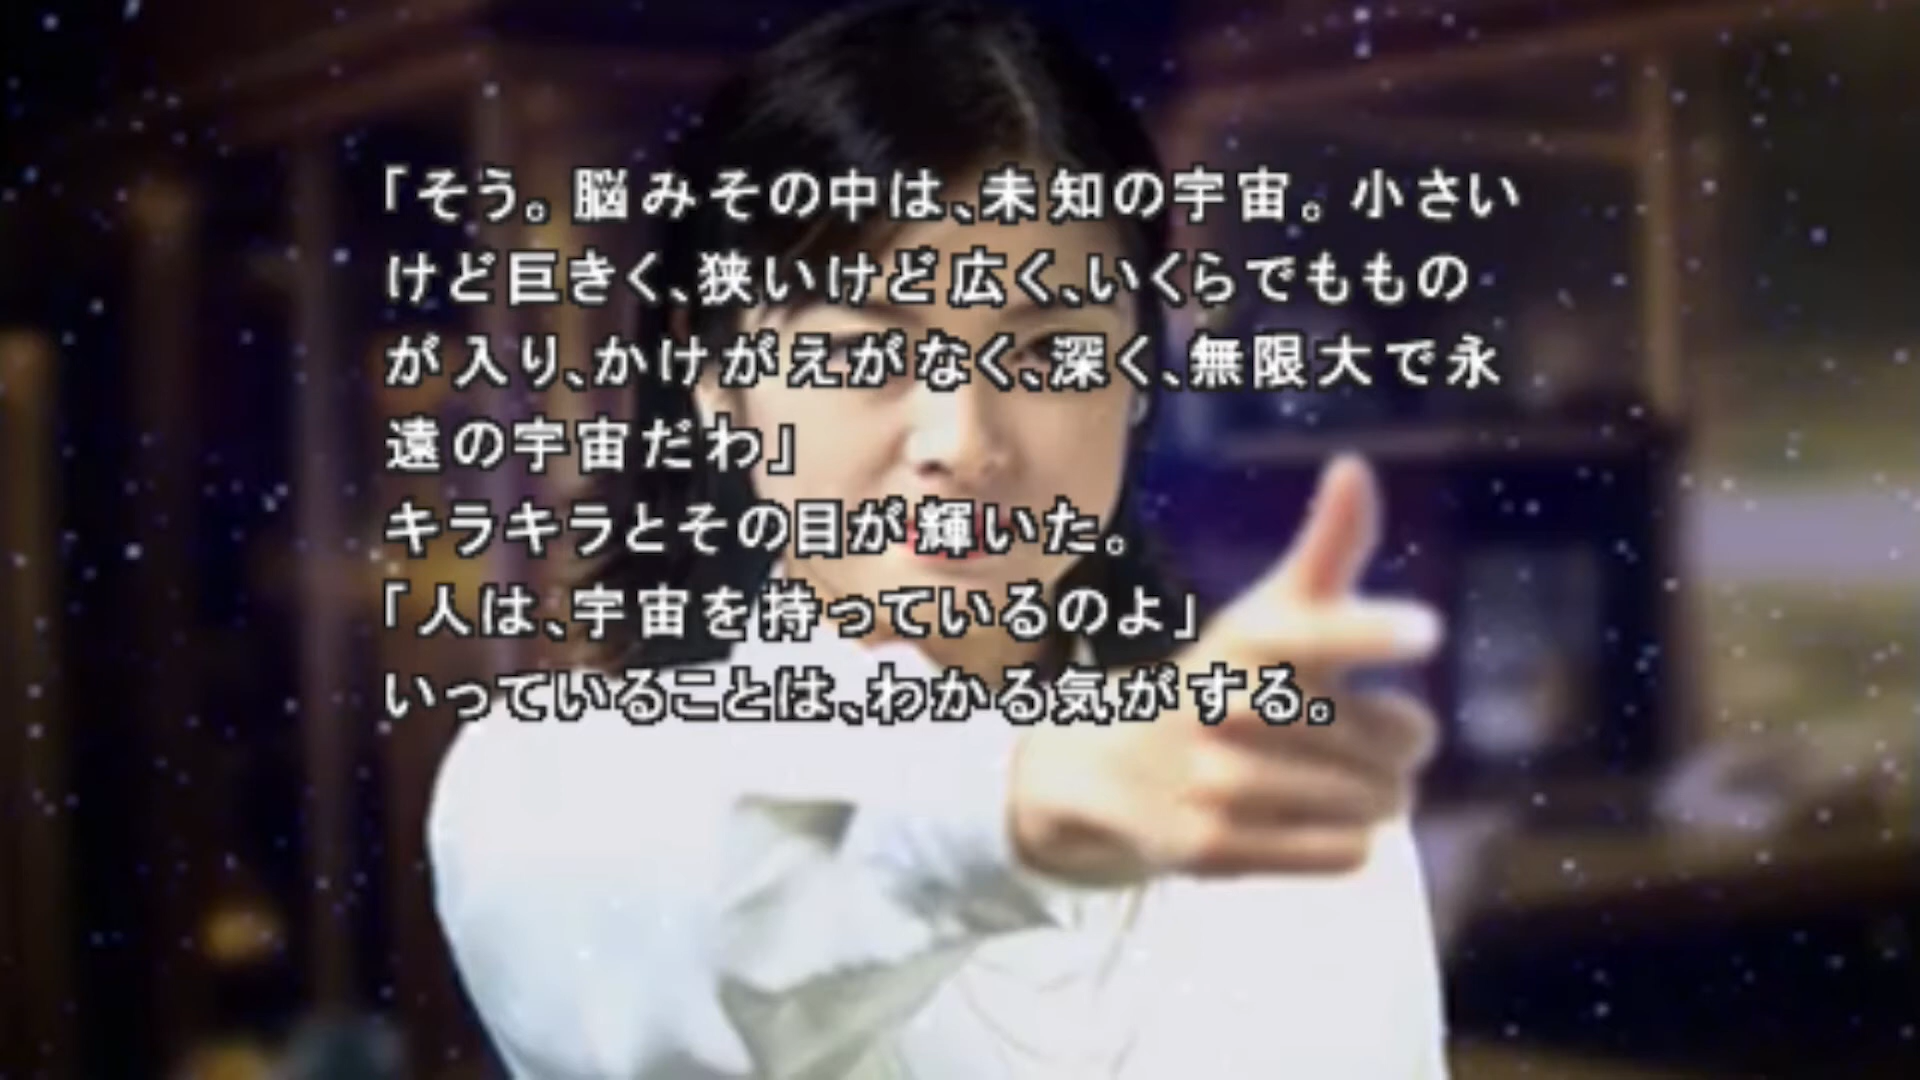 「そう。脳みその中は、未知の宇宙。小さい
けど巨きく、狭いけど広く、いくらでももの
が入り、かけがえがなく、深く、無限大で永
遠の宇宙だわ」
キラキラとその目が輝いた。
「人は、宇宙を持っているのよ」
いっていることは、わかる気がする。